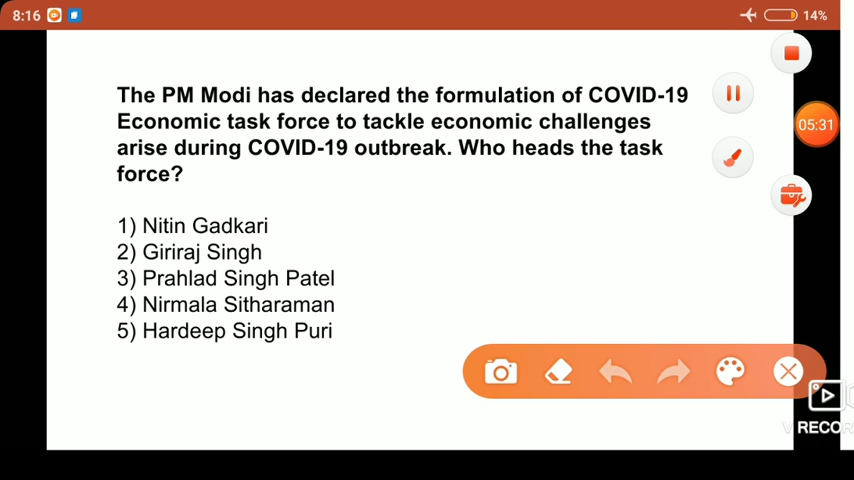 8:16
14%
The PM Modi has declared the formulation of COVID-19
Economic task force to tackle economic challenges
arise during COVID-19 outbreak. Who heads the task
force?
05:31
1) Nitin Gadkari
2) Giriraj Singh
3) Prahlad Singh Patel
4) Nirmala Sitharaman
5) Hardeep Singh Puri
V RECOR